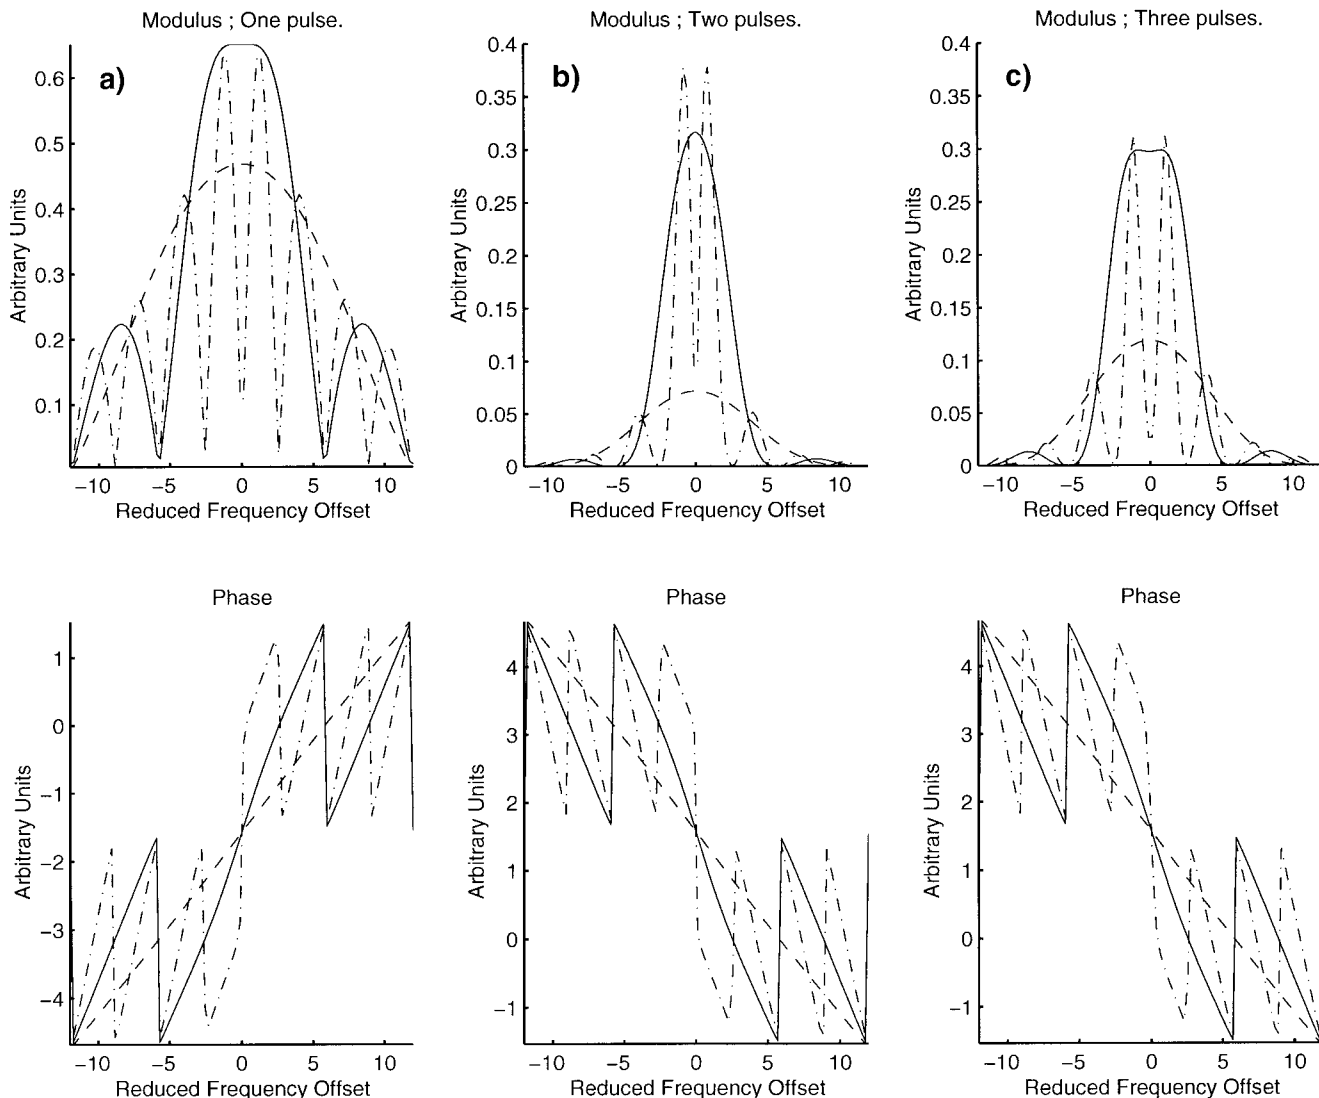 Modulus ; One pulse.
a)
0.6
0.5
0.4
0.3
0.2
0.1
Arbitrary Units
−10 −5 0 5 10
Reduced Frequency Offset
Modulus ; Two pulses.
b)
0.4
0.35
0.3
0.25
0.2
0.15
0.1
0.05
0
Arbitrary Units
−10 −5 0 5 10
Reduced Frequency Offset
Modulus ; Three pulses.
c)
0.4
0.35
0.3
0.25
0.2
0.15
0.1
0.05
0
Arbitrary Units
−10 −5 0 5 10
Reduced Frequency Offset
Phase
1
0
−1
−2
−3
−4
Arbitrary Units
−10 −5 0 5 10
Reduced Frequency Offset
Phase
4
3
2
1
0
−1
Arbitrary Units
−10 −5 0 5 10
Reduced Frequency Offset
Phase
4
3
2
1
0
−1
Arbitrary Units
−10 −5 0 5 10
Reduced Frequency Offset